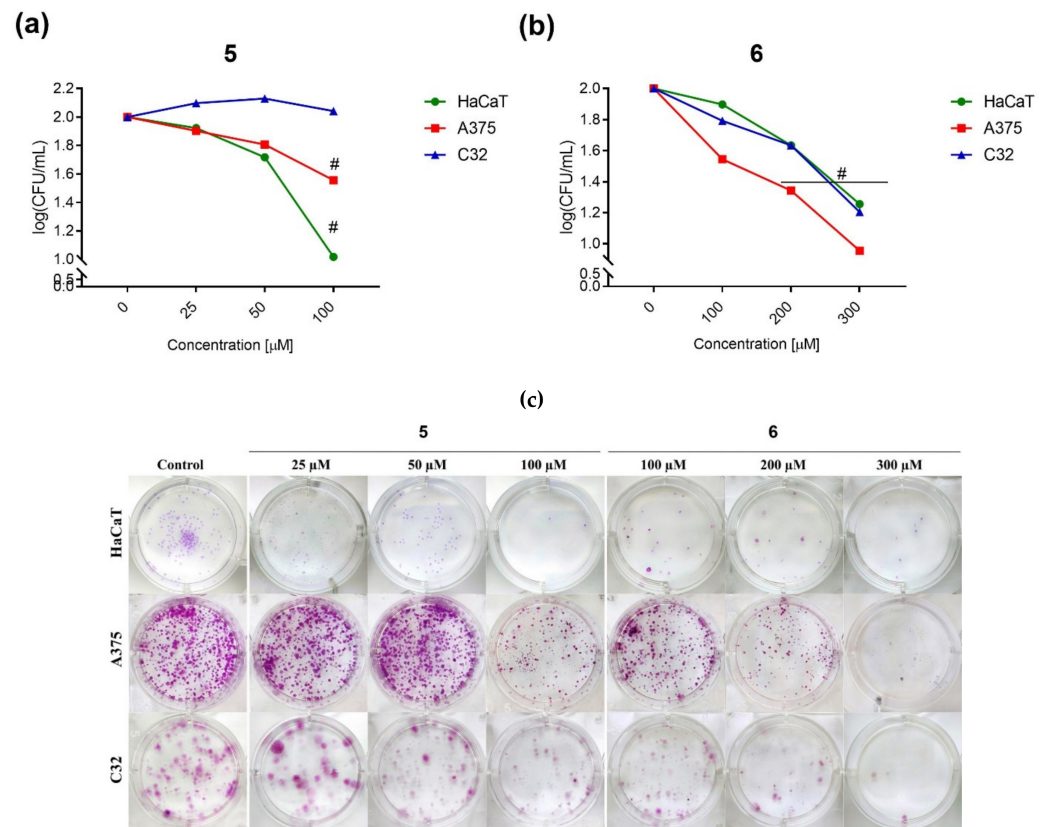 (a)
5
2.2
2.0
1.8
1.6
1.4
1.2
1.0
0.5
0.0
log(CFU/mL)
#
#
0
25
50
100
Concentration [μM]
HaCaT
A375
C32
(b)
6
2.0
1.8
1.6
1.4
1.2
1.0
0.5
0.0
log(CFU/mL)
#
0
100
200
300
Concentration [μM]
HaCaT
A375
C32
(c)
5 6
Control 25 μM 50 μM 100 μM 100 μM 200 μM 300 μM
HaCaT
A375
C32